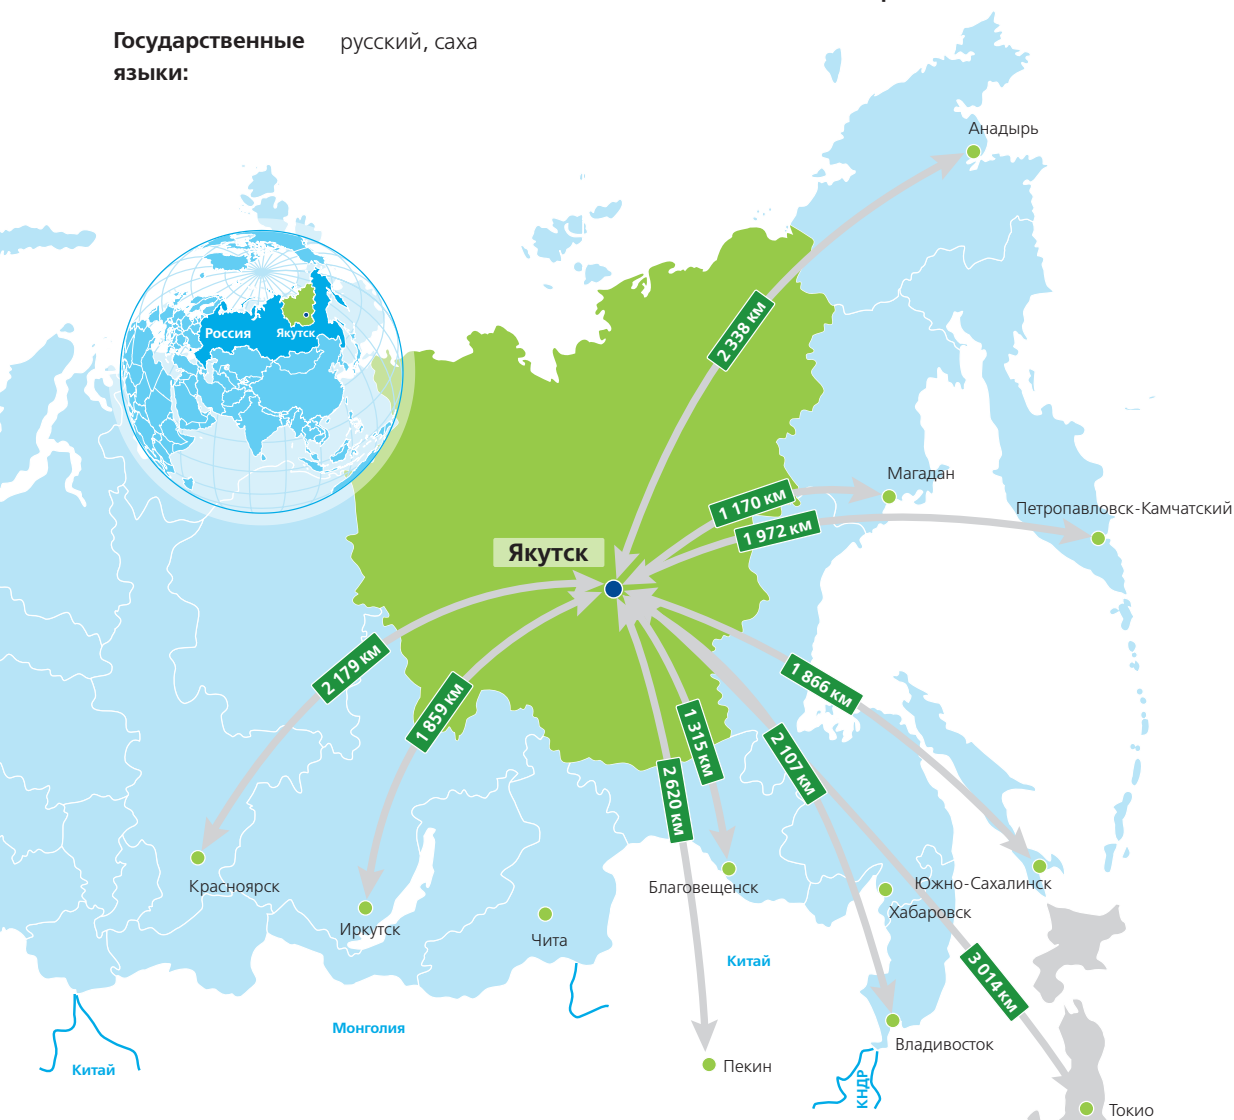 Государственные русский, саха
языки:
Анадырь
2 338 км
Россия Якутск
Магадан
1 170 км
Петропавловск-Камчатский
1 972 км
Якутск
2 179 км
1 859 км
1 866 км
1 315 км
2 107 км
2 620 км
Красноярск
Благовещенск
Южно-Сахалинск
Хабаровск
Иркутск
Чита
Китай
3 014 км
Монголия
Владивосток
Китай
Пекин
КНДР
Токио